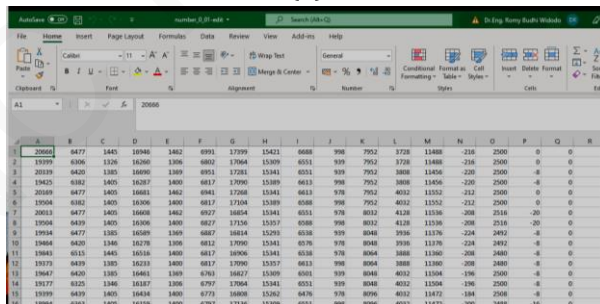 AutoSave Off number_0_01-edit Search (Alt+Q) Dr.Eng. Romy Budhi Widodo
File Home Insert Page Layout Formulas Data Review View Add-ins Help
Paste Calibri 11 Wrap Text General Conditional Format as Cell Insert Delete Format
B I U Merge & Center % Formatting Table Styles
Clipboard Font Alignment Number Styles Cells
A1 fx 20666
A B C D E F G H I J K L M N O P Q R
1 20666 6477 1445 16946 1462 6991 17399 15421 6688 998 7952 3728 11488 -216 2500 0 0
2 19399 6306 1326 16260 1306 6802 17064 15309 6551 939 7952 3728 11488 -216 2500 0 0
3 20339 6420 1385 16690 1389 6951 17281 15341 6551 939 7952 3808 11456 -220 2500 -8 0
4 19425 6382 1405 16287 1400 6817 17090 15389 6613 998 7952 3808 11456 -220 2500 -8 0
5 20169 6477 1405 16681 1462 6941 17268 15341 6613 978 7952 4032 11552 -212 2500 0 0
6 19504 6382 1405 16306 1400 6817 17104 15389 6588 998 7952 4032 11552 -212 2500 0 0
7 20013 6477 1405 16608 1462 6927 16854 15341 6551 978 8032 4128 11536 -208 2516 -20 0
8 19504 6439 1405 16306 1400 6827 17156 15357 6588 998 8032 4128 11536 -208 2516 -20 0
9 19934 6477 1385 16589 1369 6887 16814 15293 6538 939 8048 3936 11376 -224 2492 -8 0
10 19464 6420 1346 16278 1306 6812 17090 15341 6576 978 8048 3936 11376 -224 2492 -8 0
11 19843 6515 1445 16516 1400 6817 16906 15341 6538 978 8064 3888 11360 -208 2480 -8 0
12 19373 6439 1385 16233 1400 6817 17090 15357 6613 998 8064 3888 11360 -208 2480 -8 0
13 19647 6420 1385 16461 1369 6763 16827 15309 6501 939 8048 4032 11504 -196 2500 -8 0
14 19177 6325 1346 16187 1306 6797 17064 15341 6551 939 8048 4032 11504 -196 2500 -8 0
15 19399 6439 1405 16434 1400 6773 16808 15262 6476 978 8096 4032 11472 -184 2508 -8 0